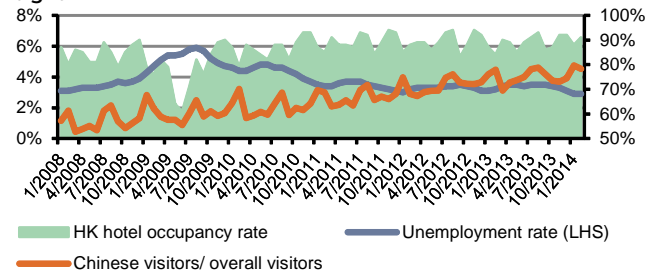 8% 100%
6% 90%
80%
4%
70%
2% 60%
0% 50%
1/2008 4/2008 7/2008 10/2008 1/2009 4/2009 7/2009 10/2009 1/2010 4/2010 7/2010 10/2010 1/2011 4/2011 7/2011 10/2011 1/2012 4/2012 7/2012 10/2012 1/2013 4/2013 7/2013 10/2013 1/2014
HK hotel occupancy rate Unemployment rate (LHS)
Chinese visitors/ overall visitors